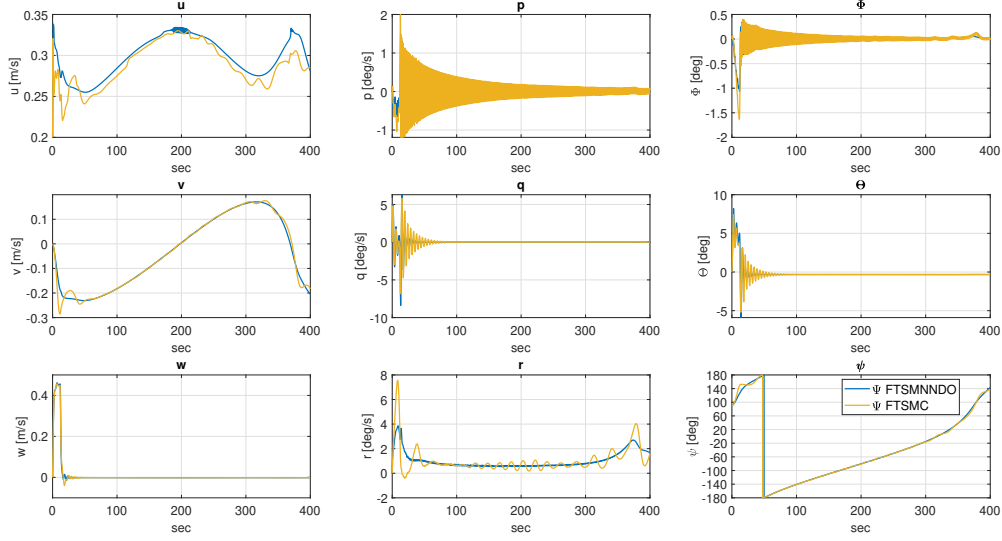 u
u [m/s]
0.35
0.3
0.25
0.2
0 100 200 300 400
sec
p
p [deg/s]
2
1
0
-1
0 100 200 300 400
sec
Φ
Φ
0.5
0
-0.5
-1
-1.5
-2
0 100 200 300 400
sec
v
v [m/s]
0.1
0
-0.1
-0.2
-0.3
0 100 200 300 400
sec
q
q [deg/s]
5
0
-5
-10
0 100 200 300 400
sec
Θ
Θ [deg]
5
0
-5
0 100 200 300 400
sec
w
w [m/s]
0.4
0.2
0
0 100 200 300 400
sec
r
r [deg/s]
8
6
4
2
0
-2
0 100 200 300 400
sec
ψ
ψ [deg]
180
140
100
60
20
-20
-60
-100
-140
-180
Ψ FTSMNNDO
Ψ FTSMC
0 100 200 300 400
sec